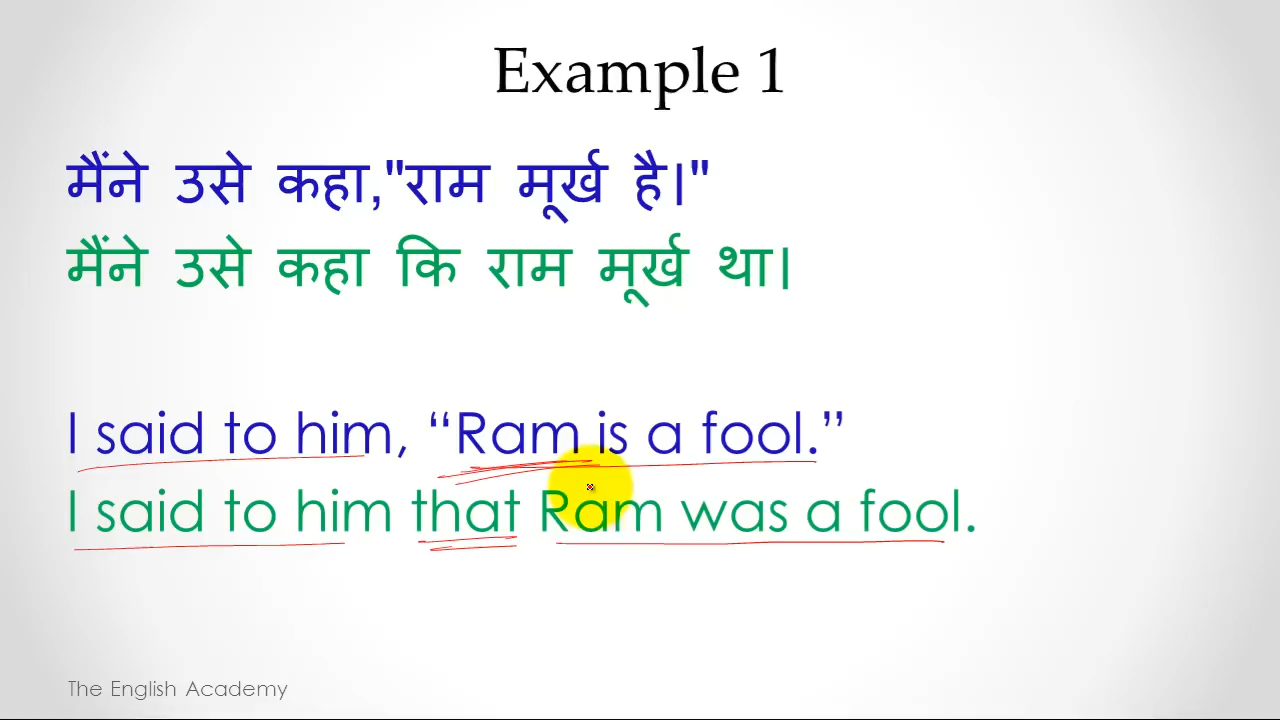 Example 1
मैंने उसे कहा,"राम मूर्ख है।"
मैंने उसे कहा कि राम मूर्ख था।
I said to him, “Ram is a fool.”
I said to him that Ram was a fool.
The English Academy